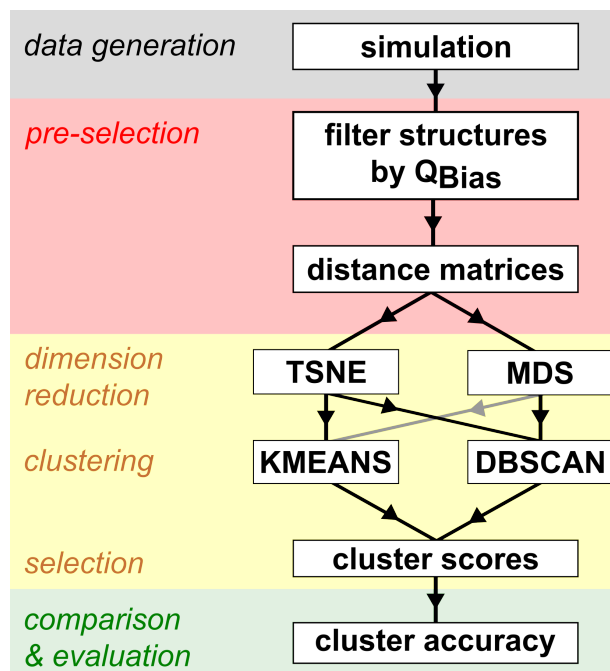 data generation
simulation
pre-selection
filter structures
by QBias
distance matrices
dimension
reduction
TSNE
MDS
clustering
KMEANS
DBSCAN
selection
cluster scores
comparison
& evaluation
cluster accuracy